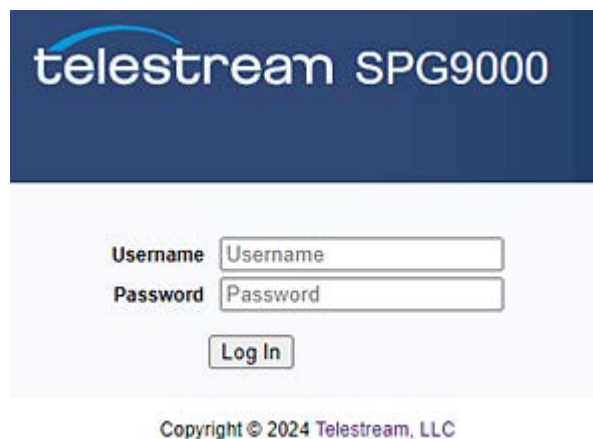 telestream SPG9000
Username Username
Password Password
Log In
Copyright © 2024 Telestream, LLC